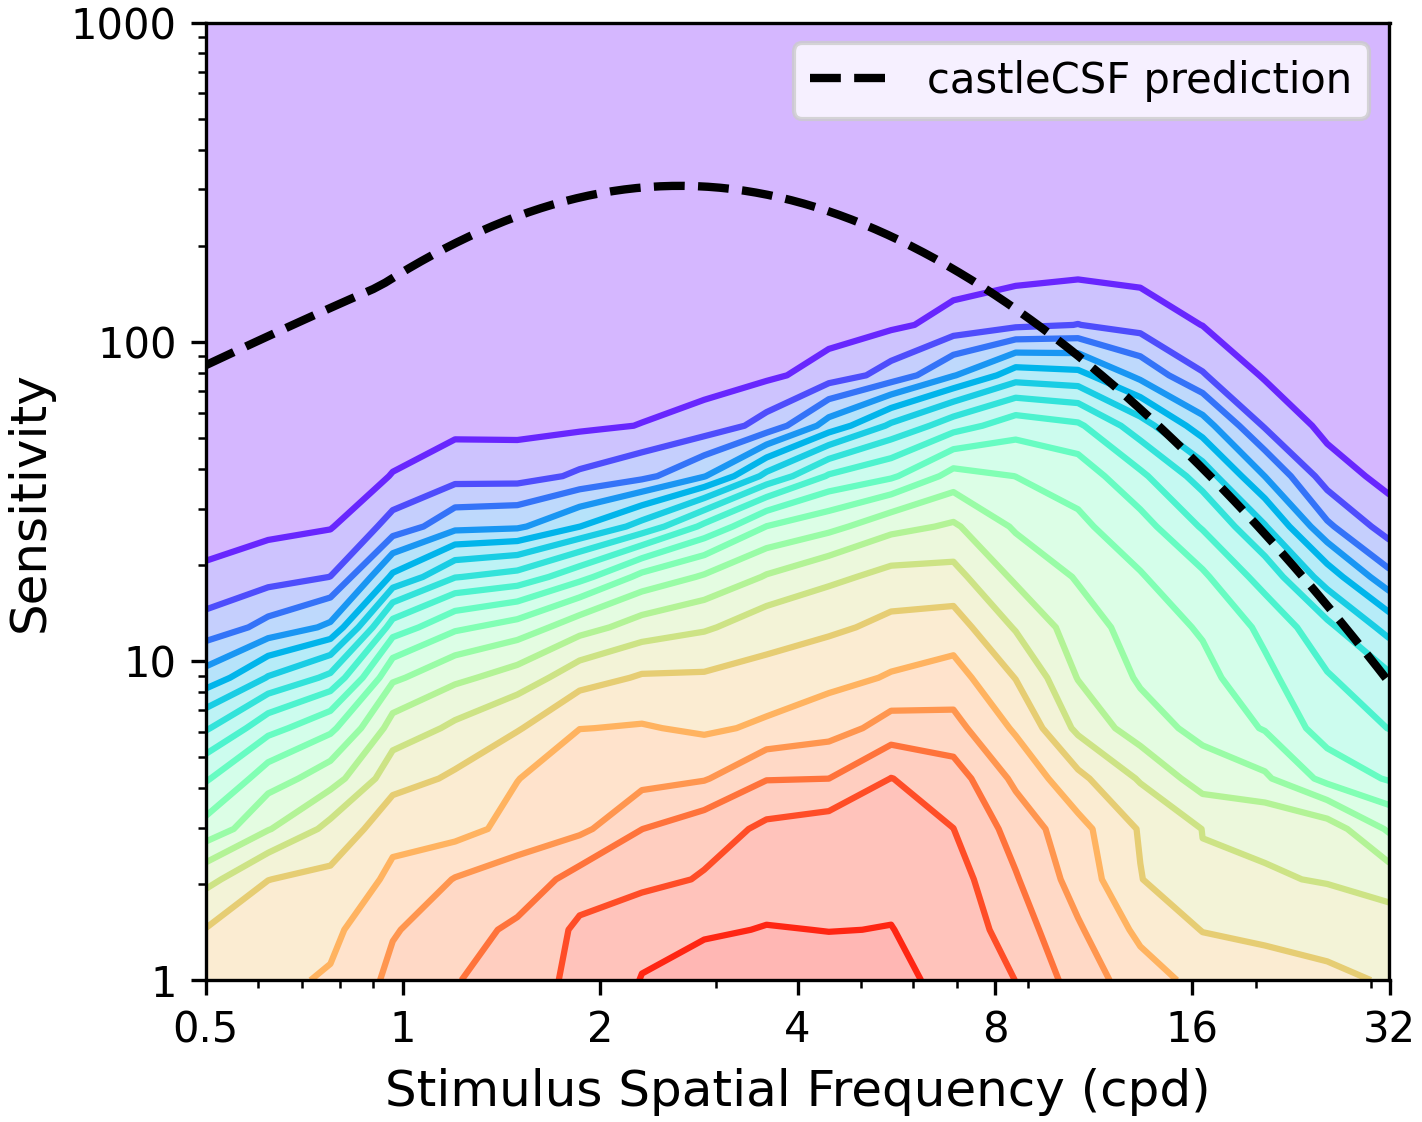 1000
castleCSF prediction
100
Sensitivity
10
1
0.5 1 2 4 8 16 32
Stimulus Spatial Frequency (cpd)